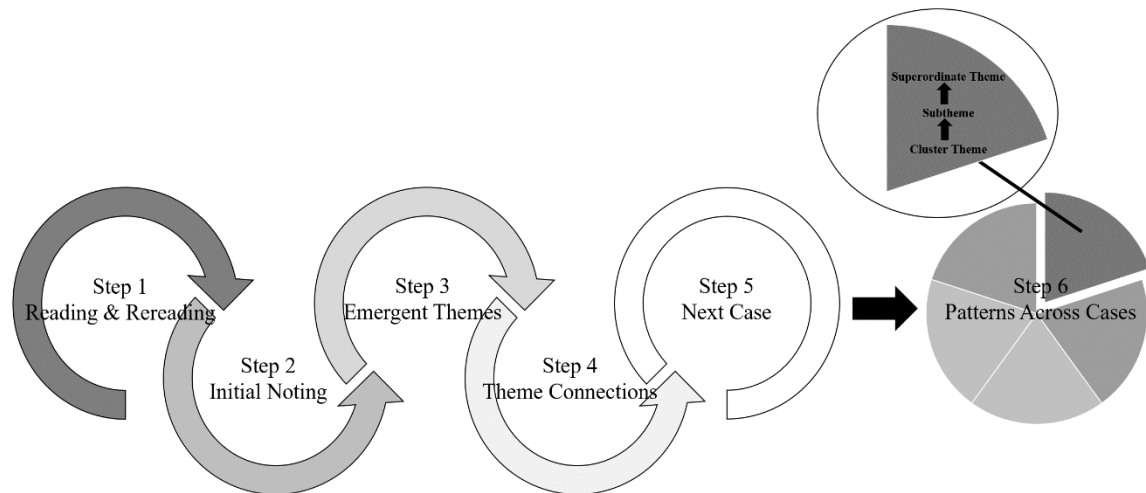 Step 1
Reading & Rereading
Step 2
Initial Noting
Step 3
Emergent Themes
Step 4
Theme Connections
Step 5
Next Case
Step 6
Patterns Across Cases
Superordinate Theme
Subtheme
Cluster Theme